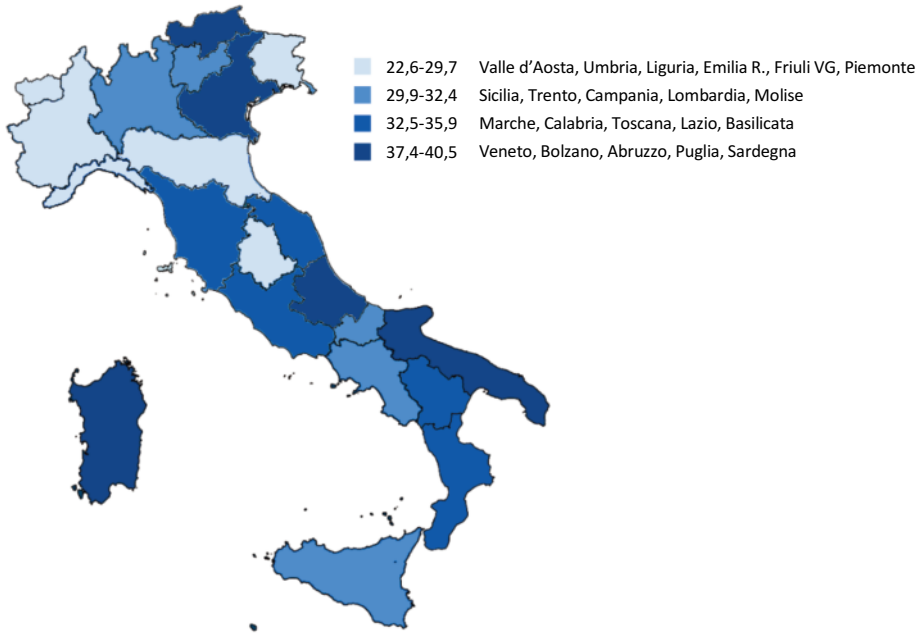 22,6-29,7 Valle d’Aosta, Umbria, Liguria, Emilia R., Friuli VG, Piemonte
29,9-32,4 Sicilia, Trento, Campania, Lombardia, Molise
32,5-35,9 Marche, Calabria, Toscana, Lazio, Basilicata
37,4-40,5 Veneto, Bolzano, Abruzzo, Puglia, Sardegna